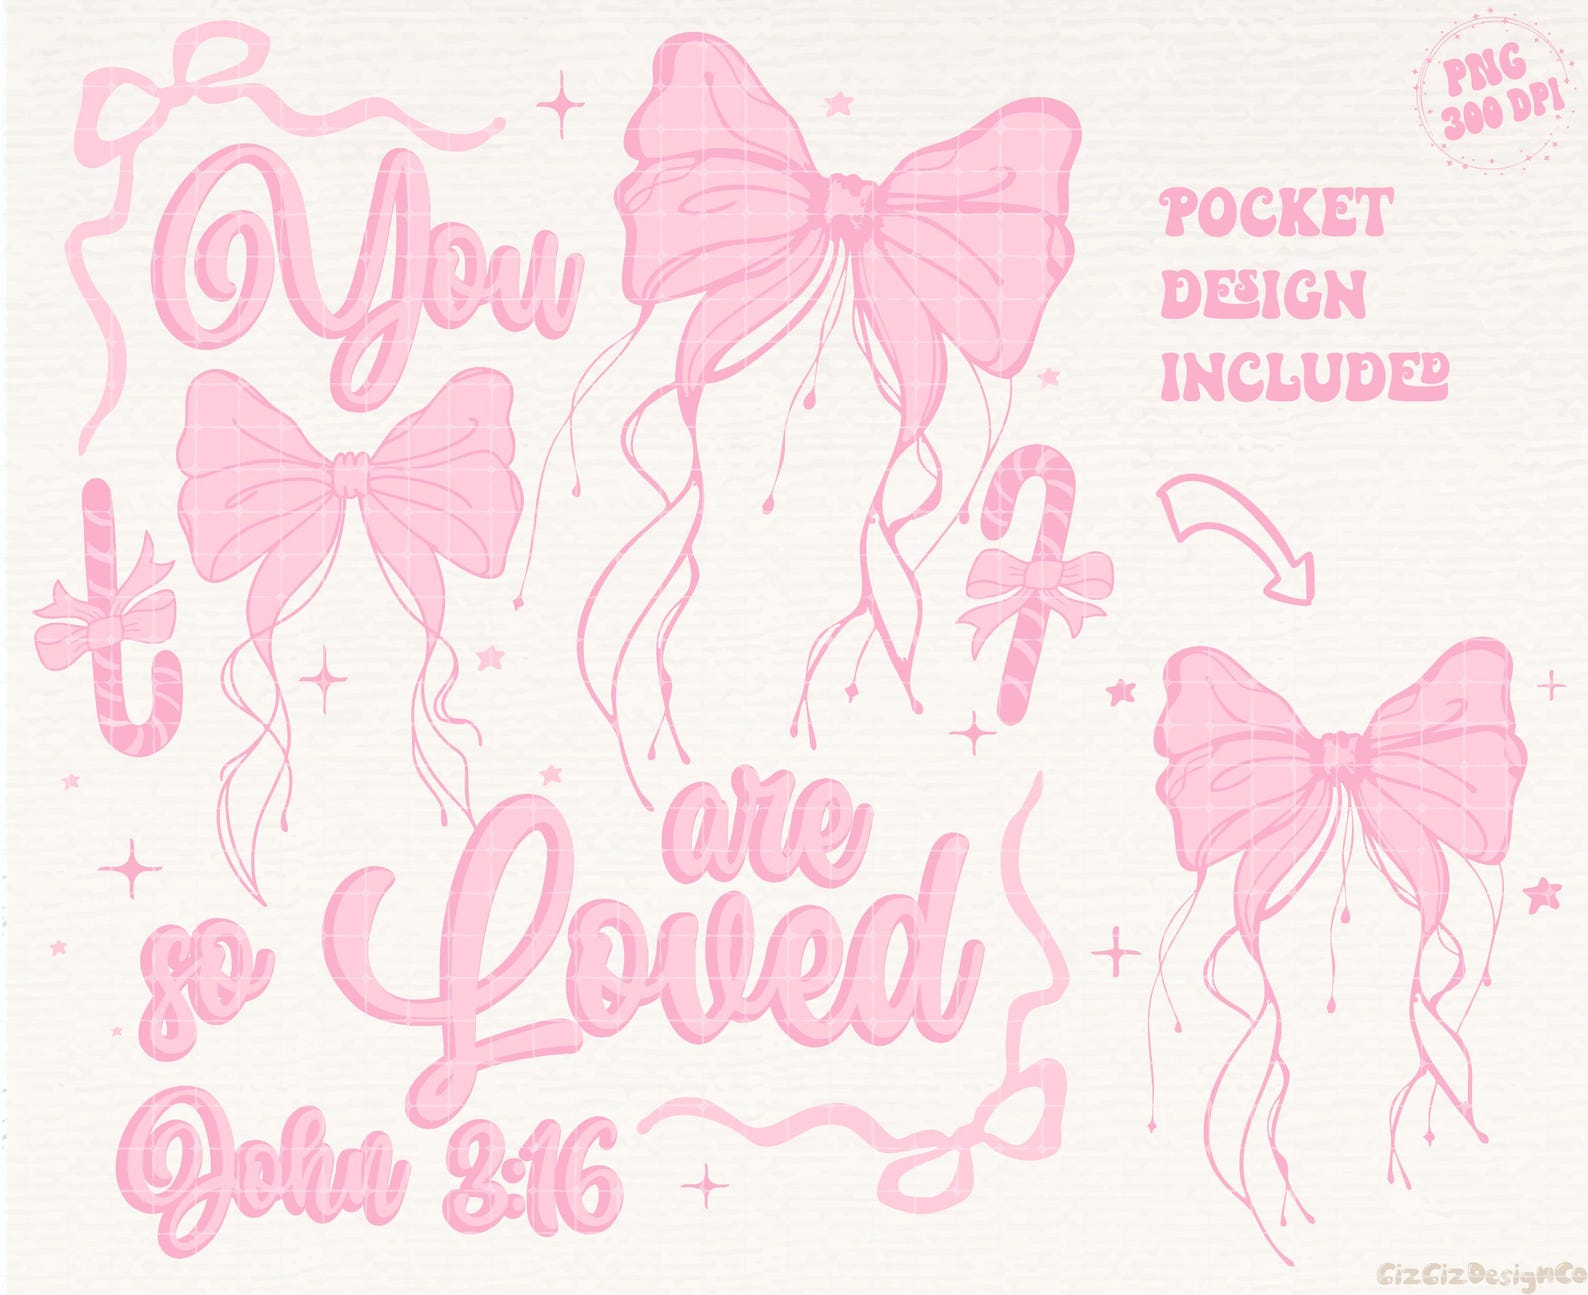 PNG
300 DPI
You
POCKET
DESIGN
INCLUDED
are
so Loved
John 3:16
GizGizDesignCo